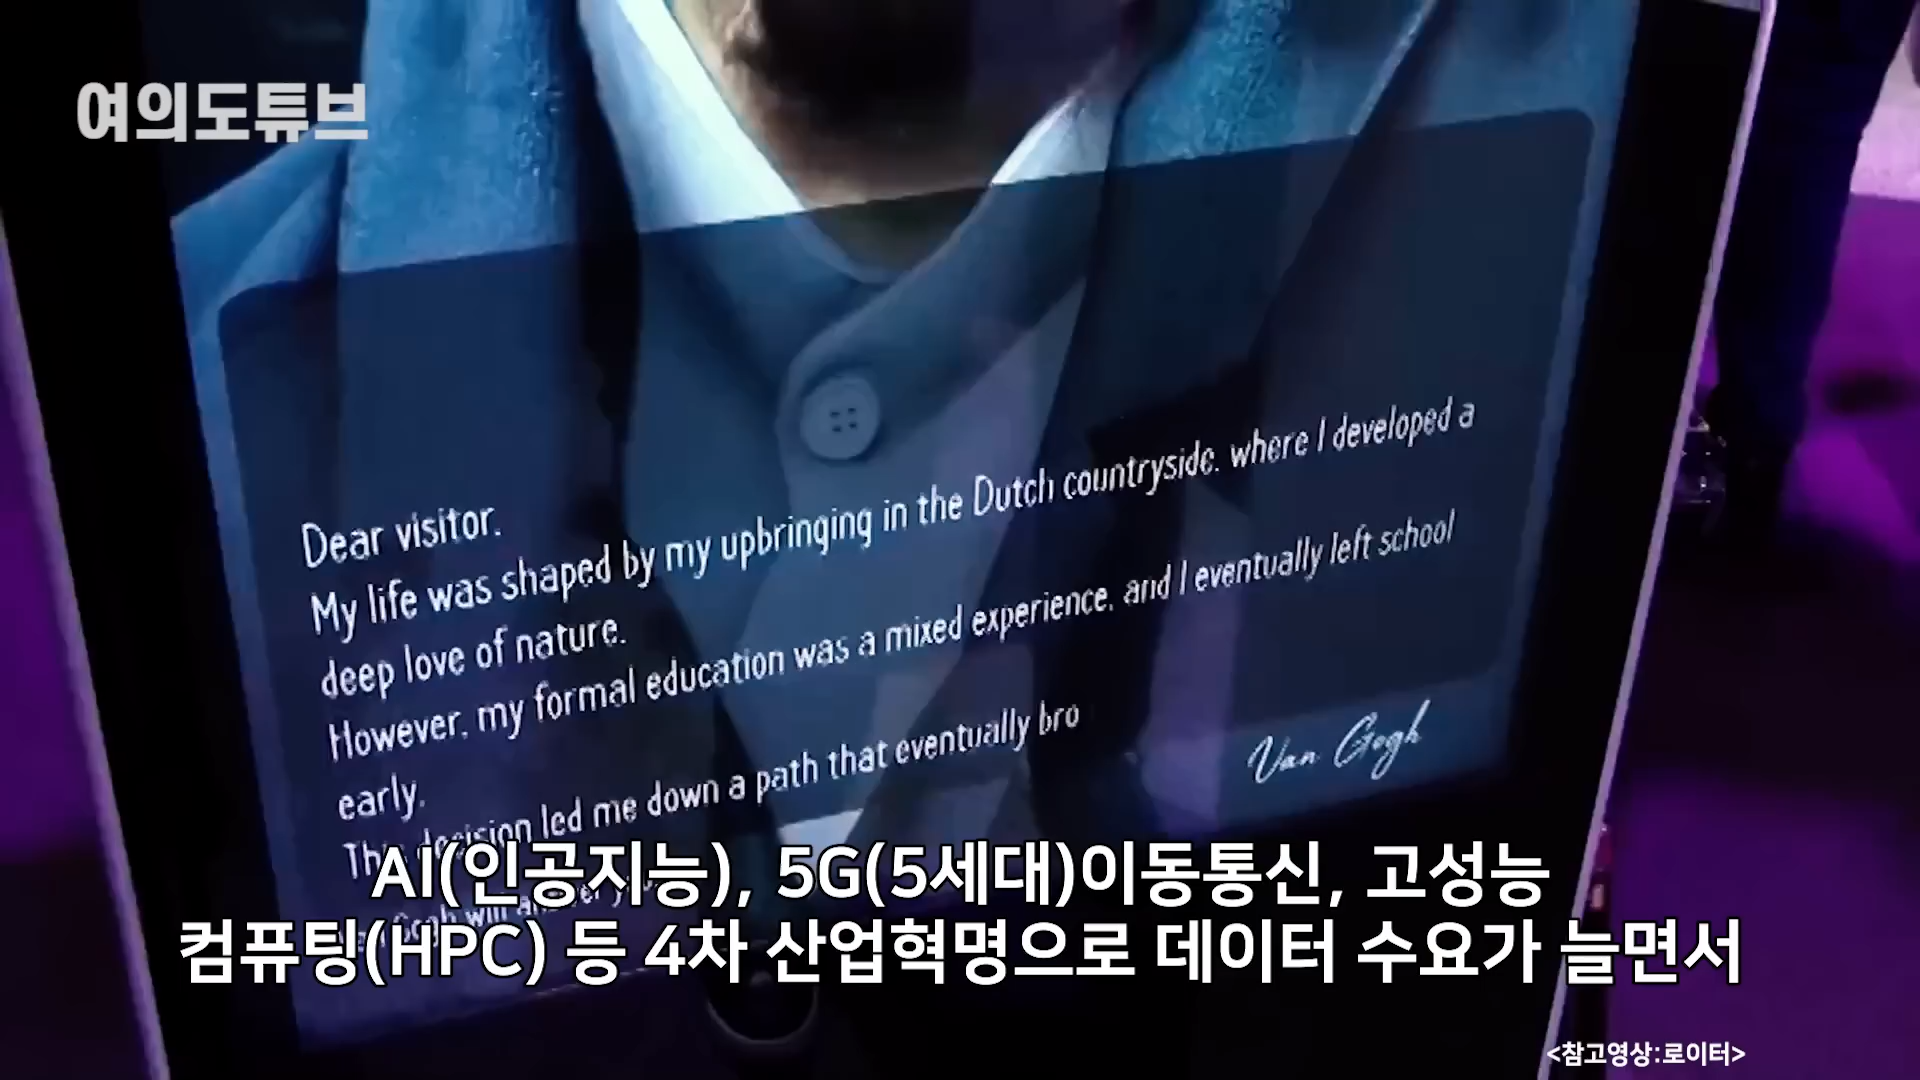 여의도튜브
Dear visitor.
My life was shaped by my upbringing in the Dutch countryside. where I developed a
deep love of nature.
However. my formal education was a mixed experience. and I eventually left school
early.
decision led me down a path that eventually bro
Van Gogh
Gogh will
AI(인공지능), 5G(5세대)이동통신, 고성능
컴퓨팅(HPC) 등 4차 산업혁명으로 데이터 수요가 늘면서
<참고영상:로이터>